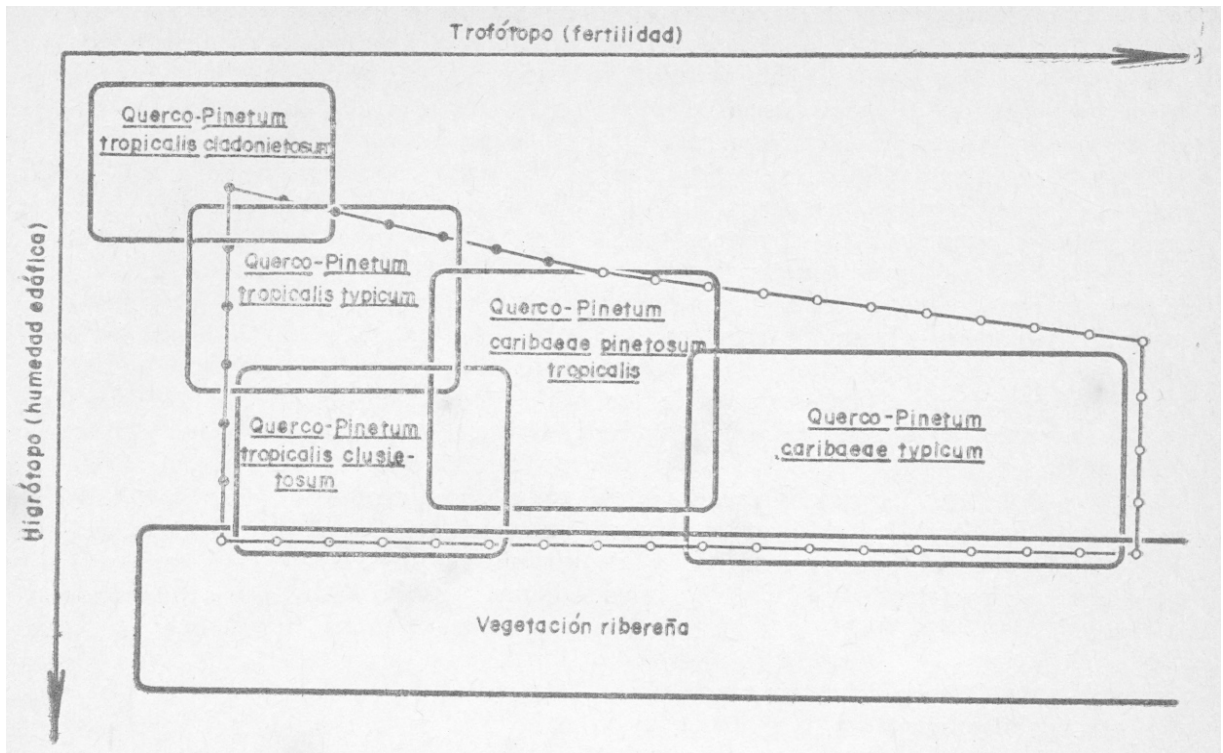 Trofótopo (fertilidad)
Querco-Pinetum
tropicalis cladonietosum
Higrótopo (humedad edáfica)
Querco-Pinetum
tropicalis typicum
Querco-Pinetum
caribaeae pinetosum
tropicalis
Querco-Pinetum
caribaeae typicum
Querco-Pinetum
tropicalis clusie-
tosum
Vegetación ribereña